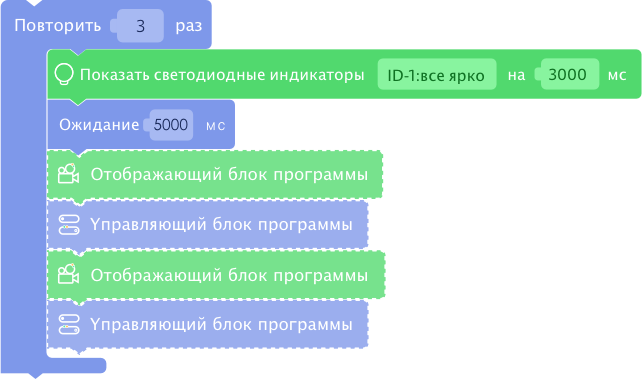 Повторить 3 раз
Показать светодиодные индикаторы ID-1:все ярко на 3000 мс
Ожидание 5000 мс
Отображающий блок программы
Yправляющий блок программы
Отображающий блок программы
Yправляющий блок программы